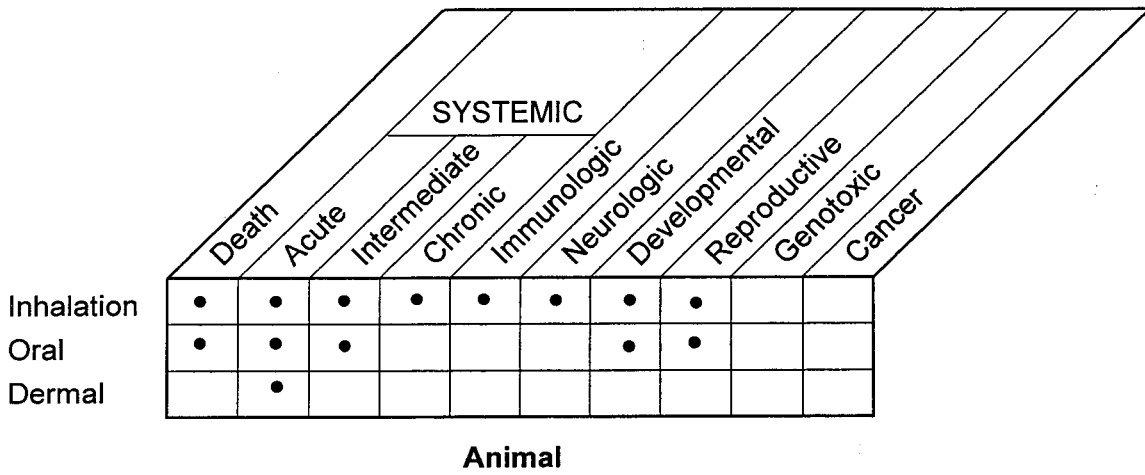 SYSTEMIC
Death
Acute
Intermediate
Chronic
Immunologic
Neurologic
Developmental
Reproductive
Genotoxic
Cancer
Inhalation
Oral
Dermal
Animal